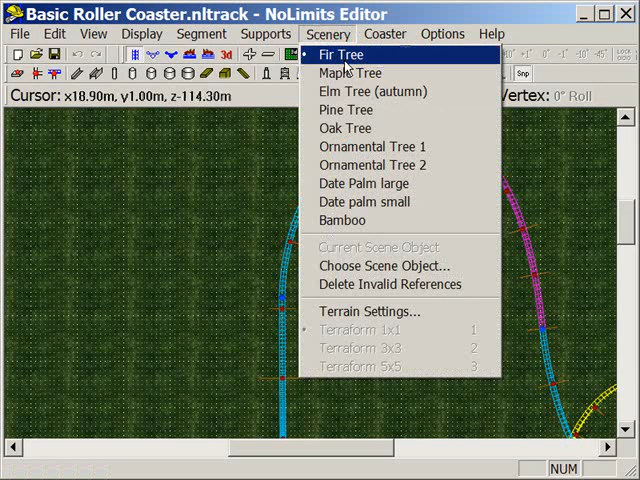 Basic Roller Coaster.nltrack - NoLimits Editor
File Edit View Display Segment Supports Scenery Coaster Options Help
3d
Snp
Cursor: x18.90m, y1.00m, z-114.30m
Vertex: 0° Roll
Fir Tree
Maple Tree
Elm Tree (autumn)
Pine Tree
Oak Tree
Ornamental Tree 1
Ornamental Tree 2
Date Palm large
Date palm small
Bamboo
Current Scene Object
Choose Scene Object...
Delete Invalid References
Terrain Settings...
Terraform 1x1 1
Terraform 3x3 2
Terraform 5x5 3
NUM